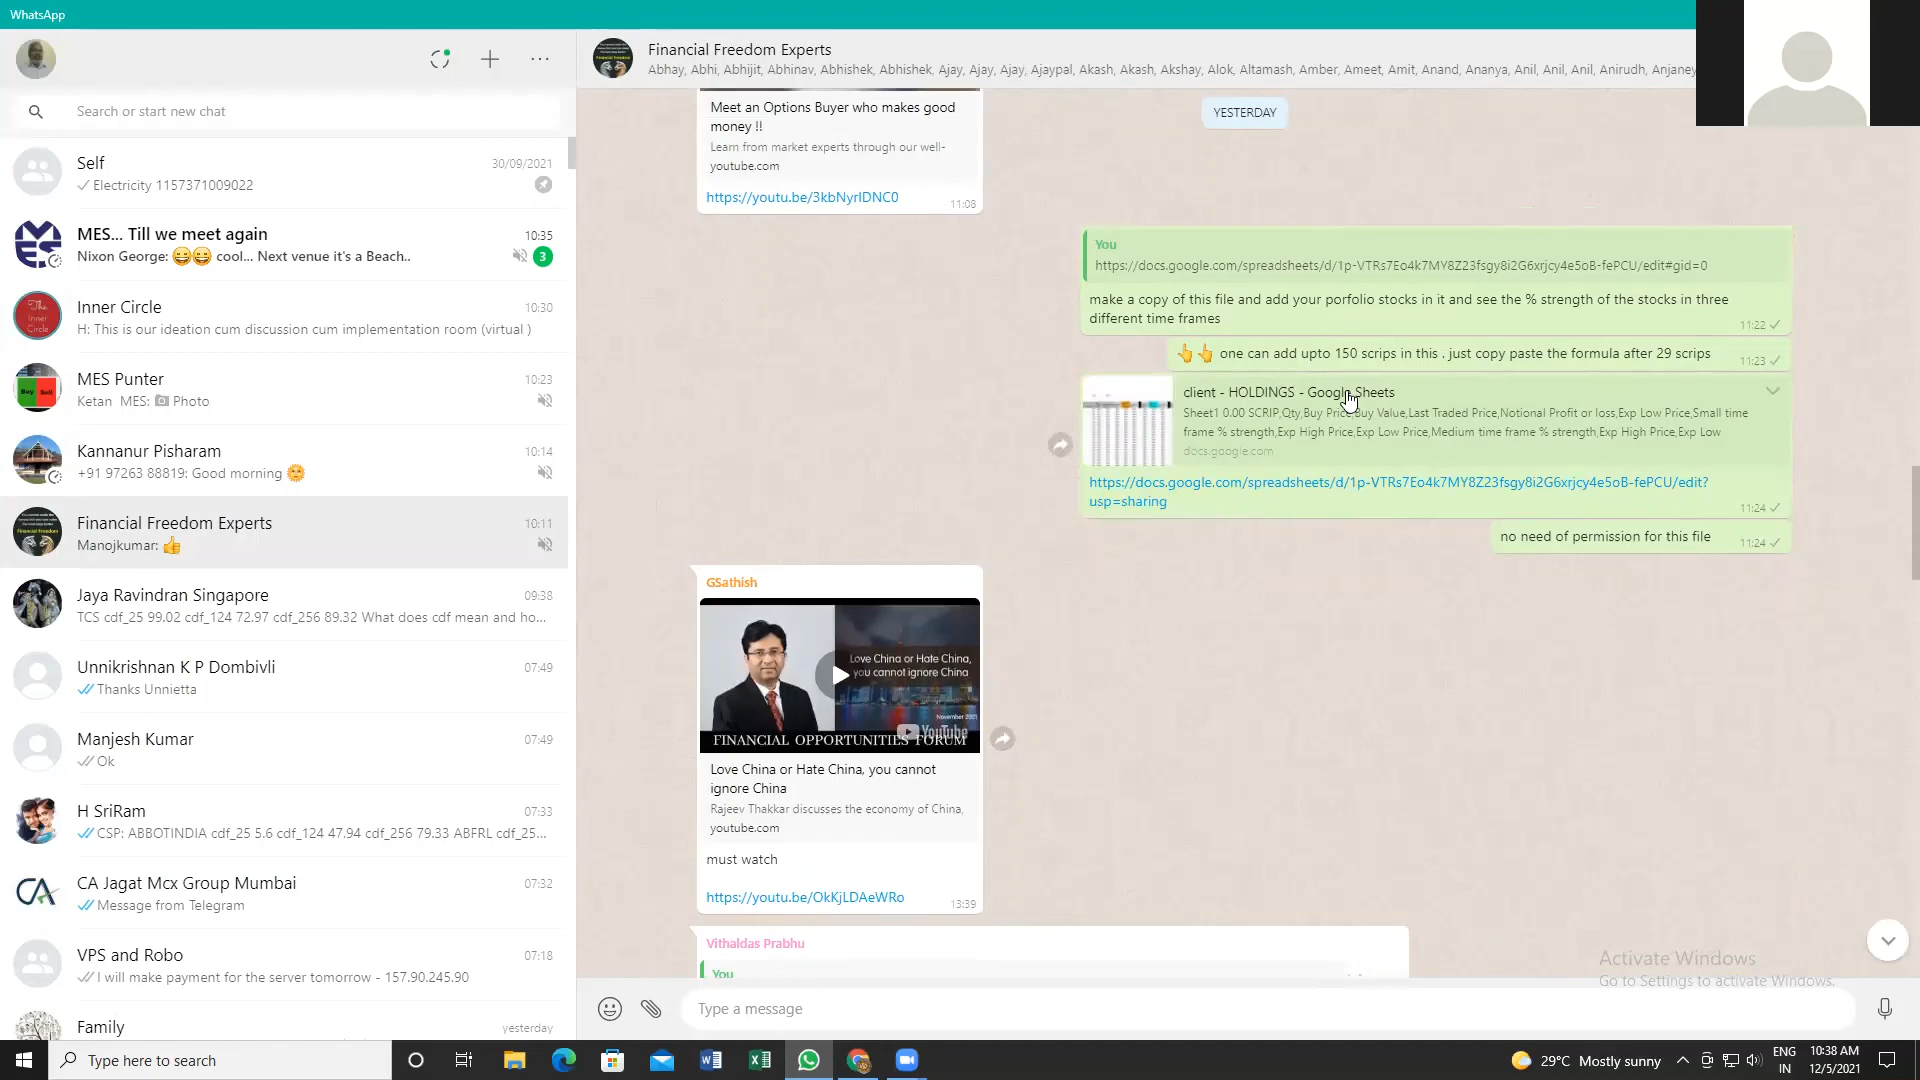 WhatsApp
Search or start new chat
Self
30/09/2021
Electricity 1157371009022
MES... Till we meet again
10:35
Nixon George: 😄😄 cool... Next venue it's a Beach..
3
Inner Circle
10:30
H: This is our ideation cum discussion cum implementation room (virtual )
MES Punter
10:23
Ketan MES: Photo
Kannanur Pisharam
10:14
+91 97263 88819: Good morning 🌞
Financial Freedom Experts
10:11
Manojkumar: 👍
Jaya Ravindran Singapore
09:38
TCS cdf_25 99.02 cdf_124 72.97 cdf_256 89.32 What does cdf mean and ho...
Unnikrishnan K P Dombivli
07:49
Thanks Unnietta
Manjesh Kumar
07:49
Ok
H SriRam
07:33
CSP: ABBOTINDIA cdf_25 5.6 cdf_124 47.94 cdf_256 79.33 ABFRL cdf_25...
CA Jagat Mcx Group Mumbai
07:32
Message from Telegram
VPS and Robo
07:18
I will make payment for the server tomorrow - 157.90.245.90
Family
yesterday
Financial Freedom Experts
Abhay, Abhi, Abhijit, Abhinav, Abhishek, Abhishek, Ajay, Ajay, Ajay, Ajaypal, Akash, Akash, Akshay, Alok, Altamash, Amber, Ameet, Amit, Anand, Ananya, Anil, Anil, Anil, Anirudh, Anjaney
Meet an Options Buyer who makes good
money !!
Learn from market experts through our well-
youtube.com
https://youtu.be/3kbNyrIDNC0
11:08
YESTERDAY
You
https://docs.google.com/spreadsheets/d/1p-VTRs7Eo4k7MY8Z23fsgy8i2G6xrjcy4e5oB-fePCU/edit#gid=0
make a copy of this file and add your porfolio stocks in it and see the % strength of the stocks in three
different time frames
11:22
👆👆 one can add upto 150 scrips in this . just copy paste the formula after 29 scrips
11:23
client - HOLDINGS - Google Sheets
Sheet1 0.00 SCRIP,Qty,Buy Price,Buy Value,Last Traded Price,Notional Profit or loss,Exp Low Price,Small time
frame % strength,Exp High Price,Exp Low Price,Medium time frame % strength,Exp High Price,Exp Low
docs.google.com
https://docs.google.com/spreadsheets/d/1p-VTRs7Eo4k7MY8Z23fsgy8i2G6xrjcy4e5oB-fePCU/edit?
usp=sharing
11:24
no need of permission for this file
11:24
GSathish
Love China or Hate China,
you cannot ignore China
November 2021
YouTube
FINANCIAL OPPORTUNITIES FORUM
Love China or Hate China, you cannot
ignore China
Rajeev Thakkar discusses the economy of China,
youtube.com
must watch
https://youtu.be/OkKjLDAeWRo
13:39
Vithaldas Prabhu
You
Activate Windows
Go to Settings to activate Windows.
Type a message
Type here to search
29°C Mostly sunny
ENG
IN
10:38 AM
12/5/2021